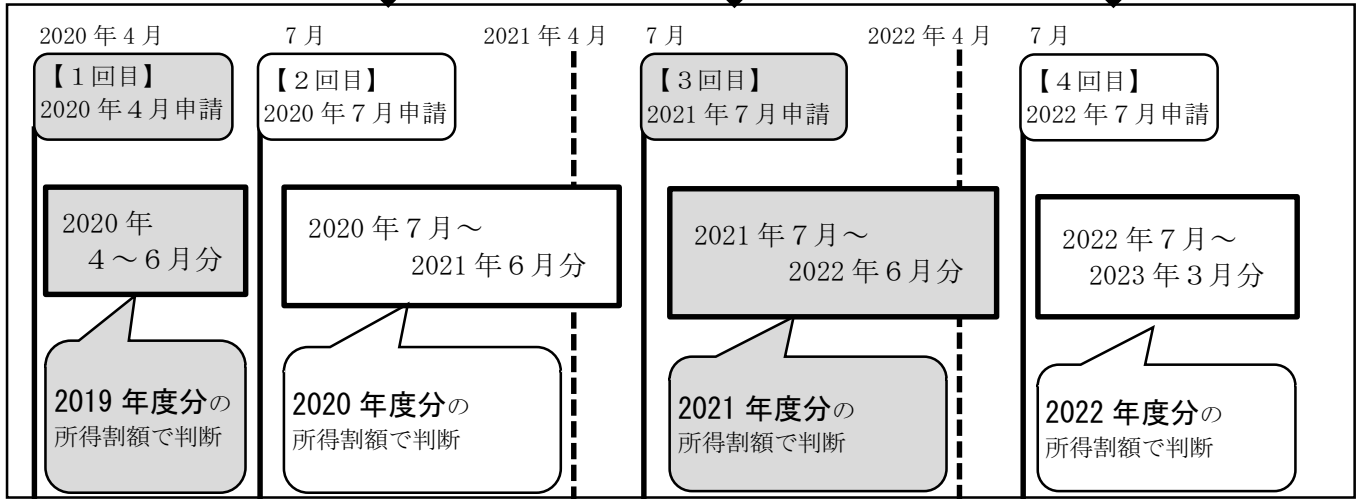 2020年4月
7月
2021年4月
7月
2022年4月
7月
【1回目】
2020年4月申請
【2回目】
2020年7月申請
【3回目】
2021年7月申請
【4回目】
2022年7月申請
2020年
4~6月分
2020年7月~
2021年6月分
2021年7月~
2022年6月分
2022年7月~
2023年3月分
2019年度分の
所得割額で判断
2020年度分の
所得割額で判断
2021年度分の
所得割額で判断
2022年度分の
所得割額で判断